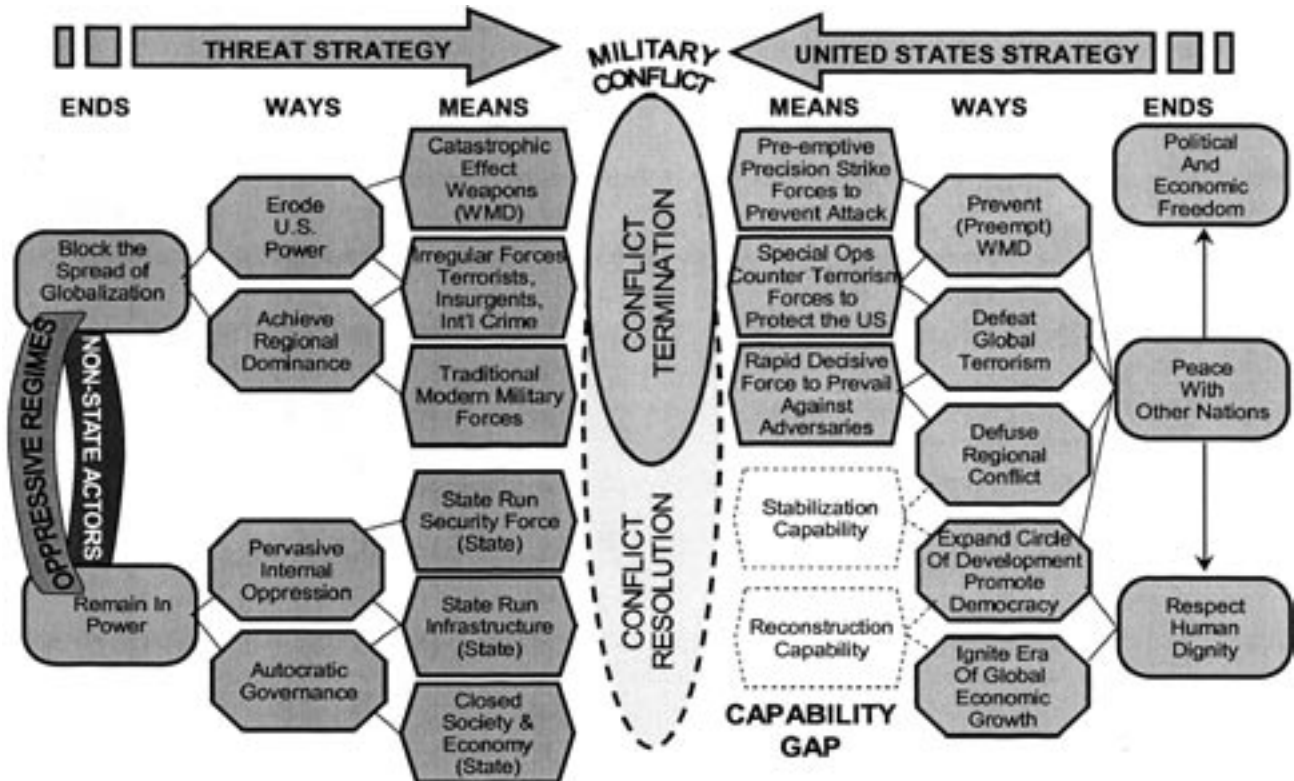 THREAT STRATEGY
MILITARY
CONFLICT
UNITED STATES STRATEGY
ENDS
WAYS
MEANS
MEANS
WAYS
ENDS
Block the
Spread of
Globalization
OPPRESSIVE REGIMES
NON-STATE ACTORS
Remain In
Power
Erode
U.S.
Power
Achieve
Regional
Dominance
Pervasive
Internal
Oppression
Autocratic
Governance
Catastrophic
Effect
Weapons
(WMD)
Irregular Forces
Terrorists,
Insurgents,
Int'l Crime
Traditional
Modern Military
Forces
State Run
Security Force
(State)
State Run
Infrastructure
(State)
Closed
Society &
Economy
(State)
CONFLICT
TERMINATION
CONFLICT
RESOLUTION
Pre-emptive
Precision Strike
Forces to
Prevent Attack
Special Ops
Counter Terrorism
Forces to
Protect the US
Rapid Decisive
Force to Prevail
Against
Adversaries
Stabilization
Capability
Reconstruction
Capability
CAPABILITY
GAP
Prevent
(Preempt)
WMD
Defeat
Global
Terrorism
Defuse
Regional
Conflict
Expand Circle
Of Development
Promote
Democracy
Ignite Era
Of Global
Economic
Growth
Political
And
Economic
Freedom
Peace
With
Other Nations
Respect
Human
Dignity